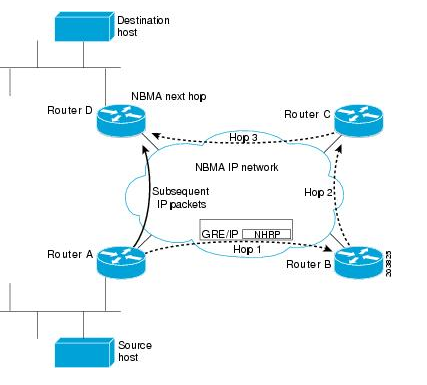 Destination
host
NBMA next hop
Router D
Router C
Hop 3
NBMA IP network
Subsequent
IP packets
Hop 2
GRE/IP NHRP
Hop 1
Router A
Router B
Source
host